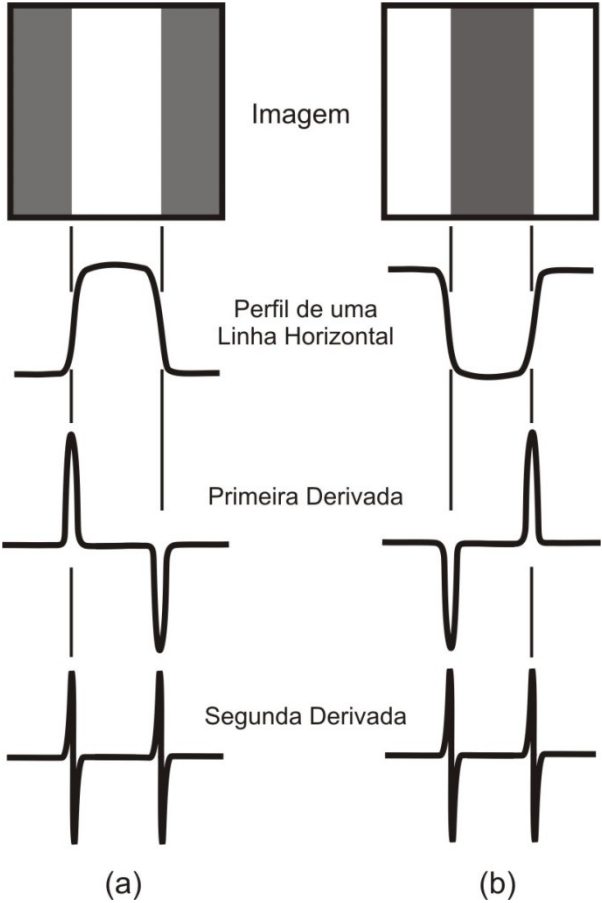 Imagem
Perfil de uma
Linha Horizontal
Primeira Derivada
Segunda Derivada
(a)
(b)